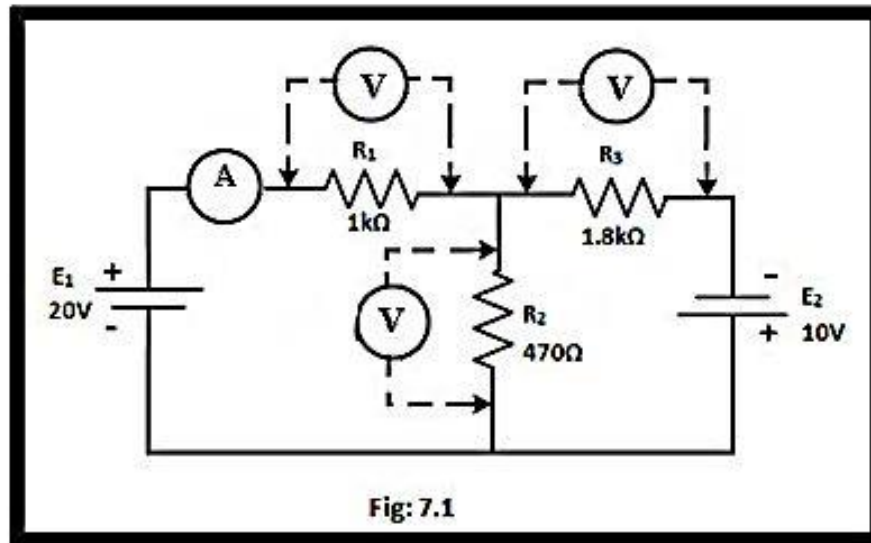 V V
A R₁ R₃
1kΩ 1.8kΩ
E₁ + -
20V V R₂ E₂
- 470Ω + 10V
Fig: 7.1